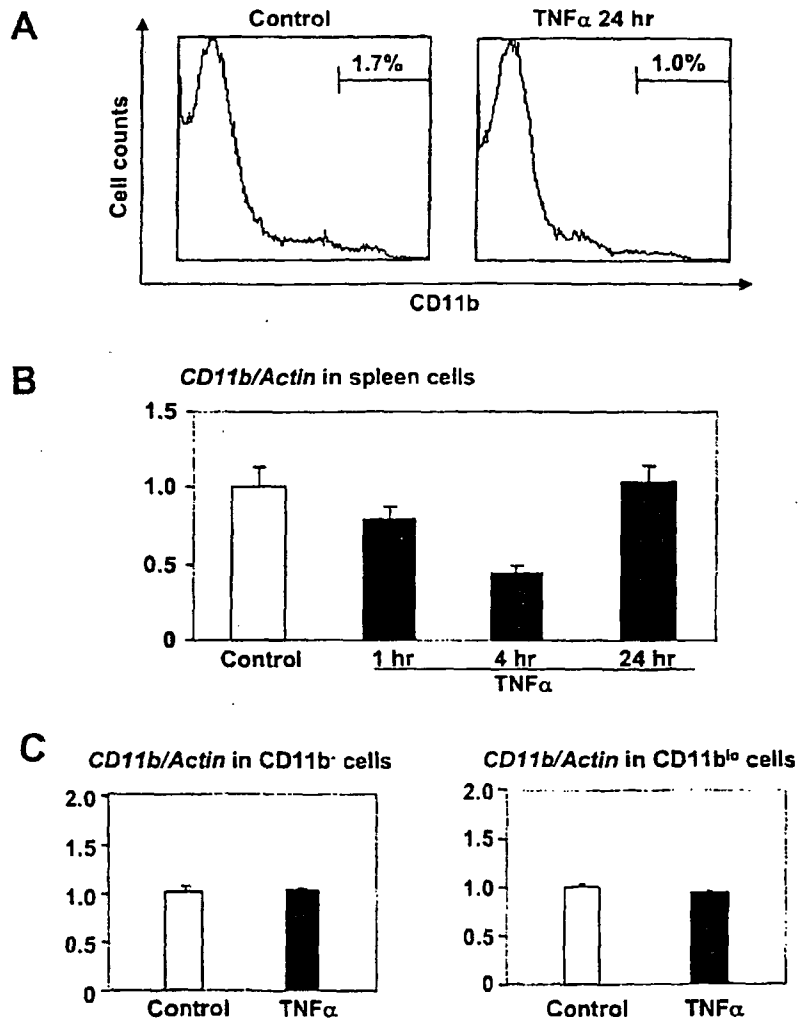 A
Control
TNFα 24 hr
1.7%
1.0%
Cell counts
CD11b
B
CD11b/Actin in spleen cells
1.5
1.0
0.5
0
Control
1 hr
4 hr
24 hr
TNFα
C
CD11b/Actin in CD11b⁻ cells
2.0
1.5
1.0
0.5
0
Control
TNFα
CD11b/Actin in CD11bˡᵒ cells
2.0
1.5
1.0
0.5
0
Control
TNFα